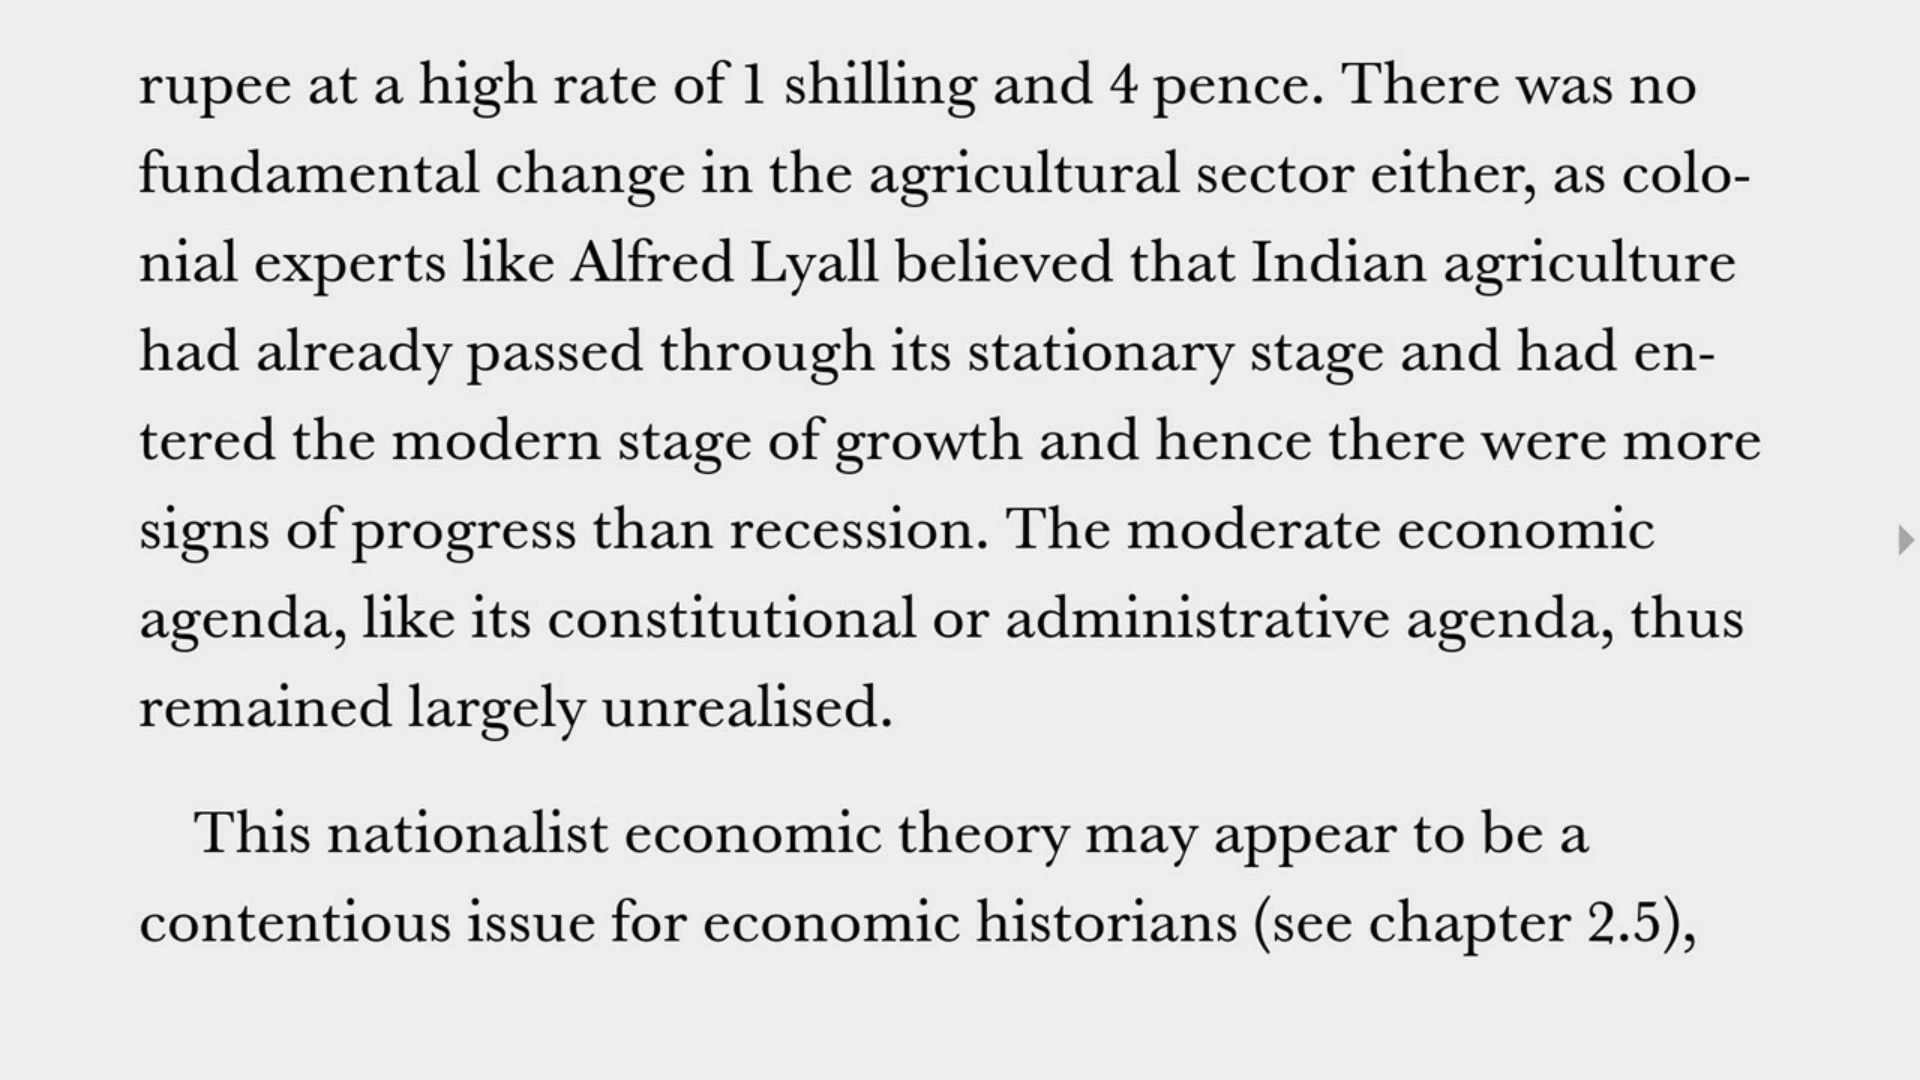 rupee at a high rate of 1 shilling and 4 pence. There was no
fundamental change in the agricultural sector either, as colo-
nial experts like Alfred Lyall believed that Indian agriculture
had already passed through its stationary stage and had en-
tered the modern stage of growth and hence there were more
signs of progress than recession. The moderate economic
agenda, like its constitutional or administrative agenda, thus
remained largely unrealised.
This nationalist economic theory may appear to be a
contentious issue for economic historians (see chapter 2.5),